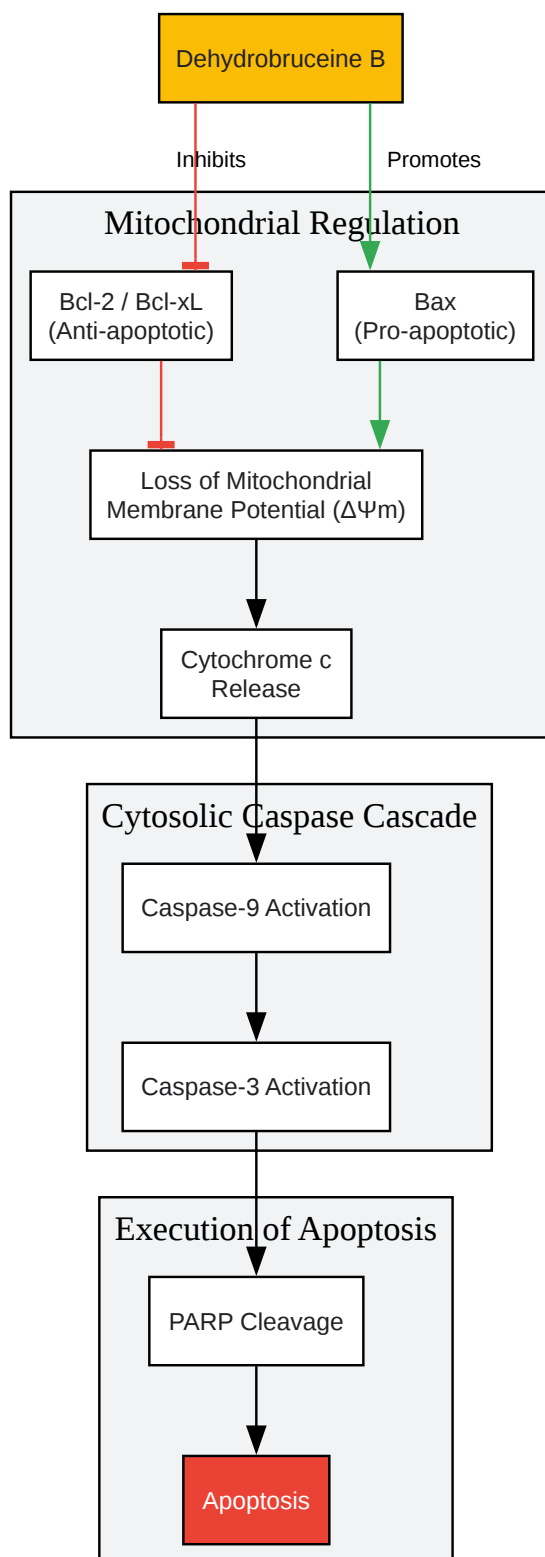 Dehydrobruceine B
Inhibits
Promotes
Mitochondrial Regulation
Bcl-2 / Bcl-xL
(Anti-apoptotic)
Bax
(Pro-apoptotic)
Loss of Mitochondrial
Membrane Potential (ΔΨm)
Cytochrome c
Release
Cytosolic Caspase Cascade
Caspase-9 Activation
Caspase-3 Activation
Execution of Apoptosis
PARP Cleavage
Apoptosis